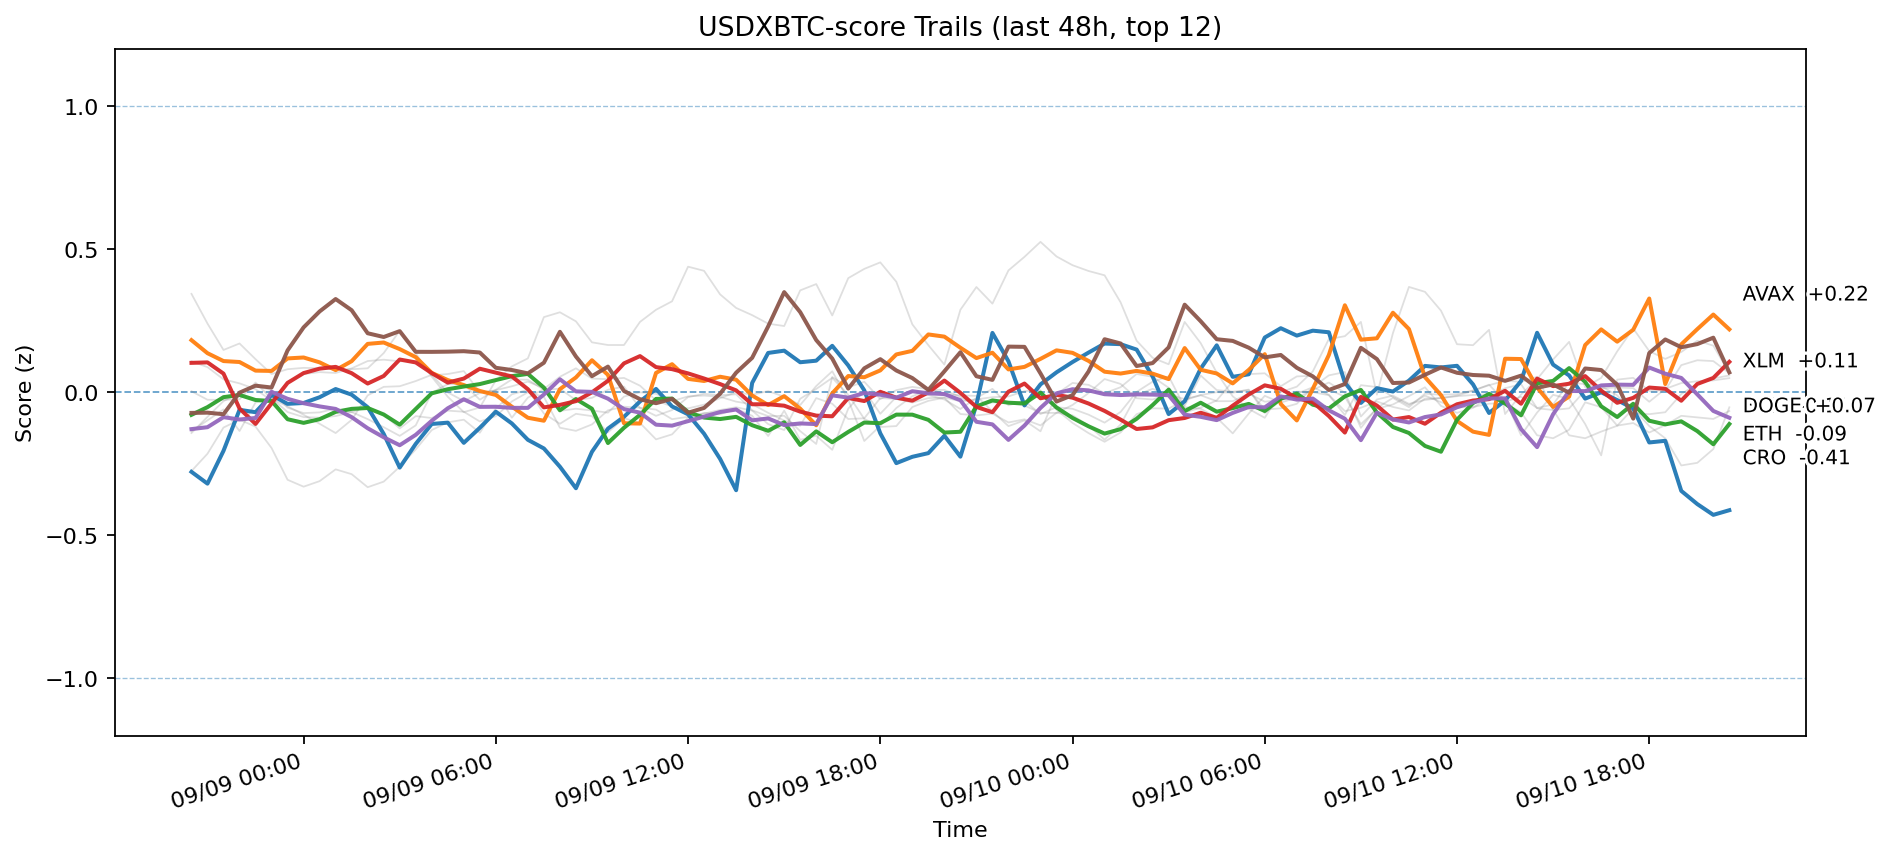 USDXBTC-score Trails (last 48h, top 12)
Score (z)
1.0
0.5
0.0
−0.5
−1.0
AVAX +0.22
XLM +0.11
DOGE +0.07
ETH -0.09
CRO -0.41
09/09 00:00
09/09 06:00
09/09 12:00
09/09 18:00
09/10 00:00
09/10 06:00
09/10 12:00
09/10 18:00
Time